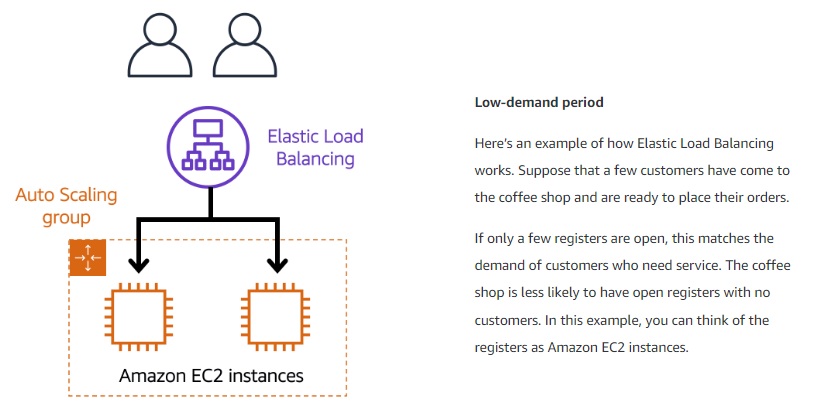 Elastic Load
Balancing
Auto Scaling
group
Amazon EC2 instances
Low-demand period
Here's an example of how Elastic Load Balancing
works. Suppose that a few customers have come to
the coffee shop and are ready to place their orders.
If only a few registers are open, this matches the
demand of customers who need service. The coffee
shop is less likely to have open registers with no
customers. In this example, you can think of the
registers as Amazon EC2 instances.